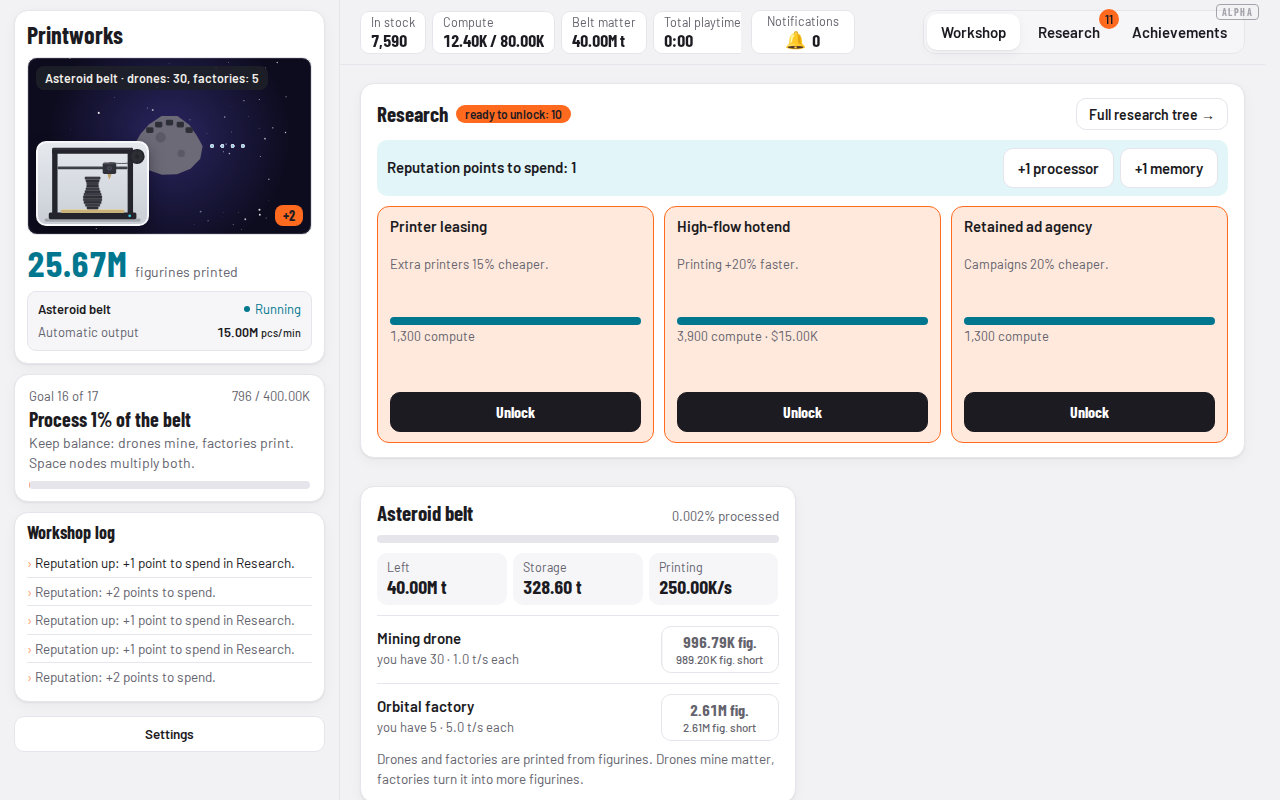 Printworks
Asteroid belt · drones: 30, factories: 5
+2
25.67M figurines printed
Asteroid belt
Running
Automatic output
15.00M pcs/min
Goal 16 of 17
796 / 400.00K
Process 1% of the belt
Keep balance: drones mine, factories print.
Space nodes multiply both.
Workshop log
› Reputation up: +1 point to spend in Research.
› Reputation: +2 points to spend.
› Reputation up: +1 point to spend in Research.
› Reputation up: +1 point to spend in Research.
› Reputation: +2 points to spend.
Settings
In stock
7,590
Compute
12.40K / 80.00K
Belt matter
40.00M t
Total playtime
0:00
Notifications
🔔 0
Workshop
Research
11
Achievements
ALPHA
Research
ready to unlock: 10
Full research tree →
Reputation points to spend: 1
+1 processor
+1 memory
Printer leasing
Extra printers 15% cheaper.
1,300 compute
Unlock
High-flow hotend
Printing +20% faster.
3,900 compute · $15.00K
Unlock
Retained ad agency
Campaigns 20% cheaper.
1,300 compute
Unlock
Asteroid belt
0.002% processed
Left
40.00M t
Storage
328.60 t
Printing
250.00K/s
Mining drone
you have 30 · 1.0 t/s each
996.79K fig.
989.20K fig. short
Orbital factory
you have 5 · 5.0 t/s each
2.61M fig.
2.61M fig. short
Drones and factories are printed from figurines. Drones mine matter,
factories turn it into more figurines.